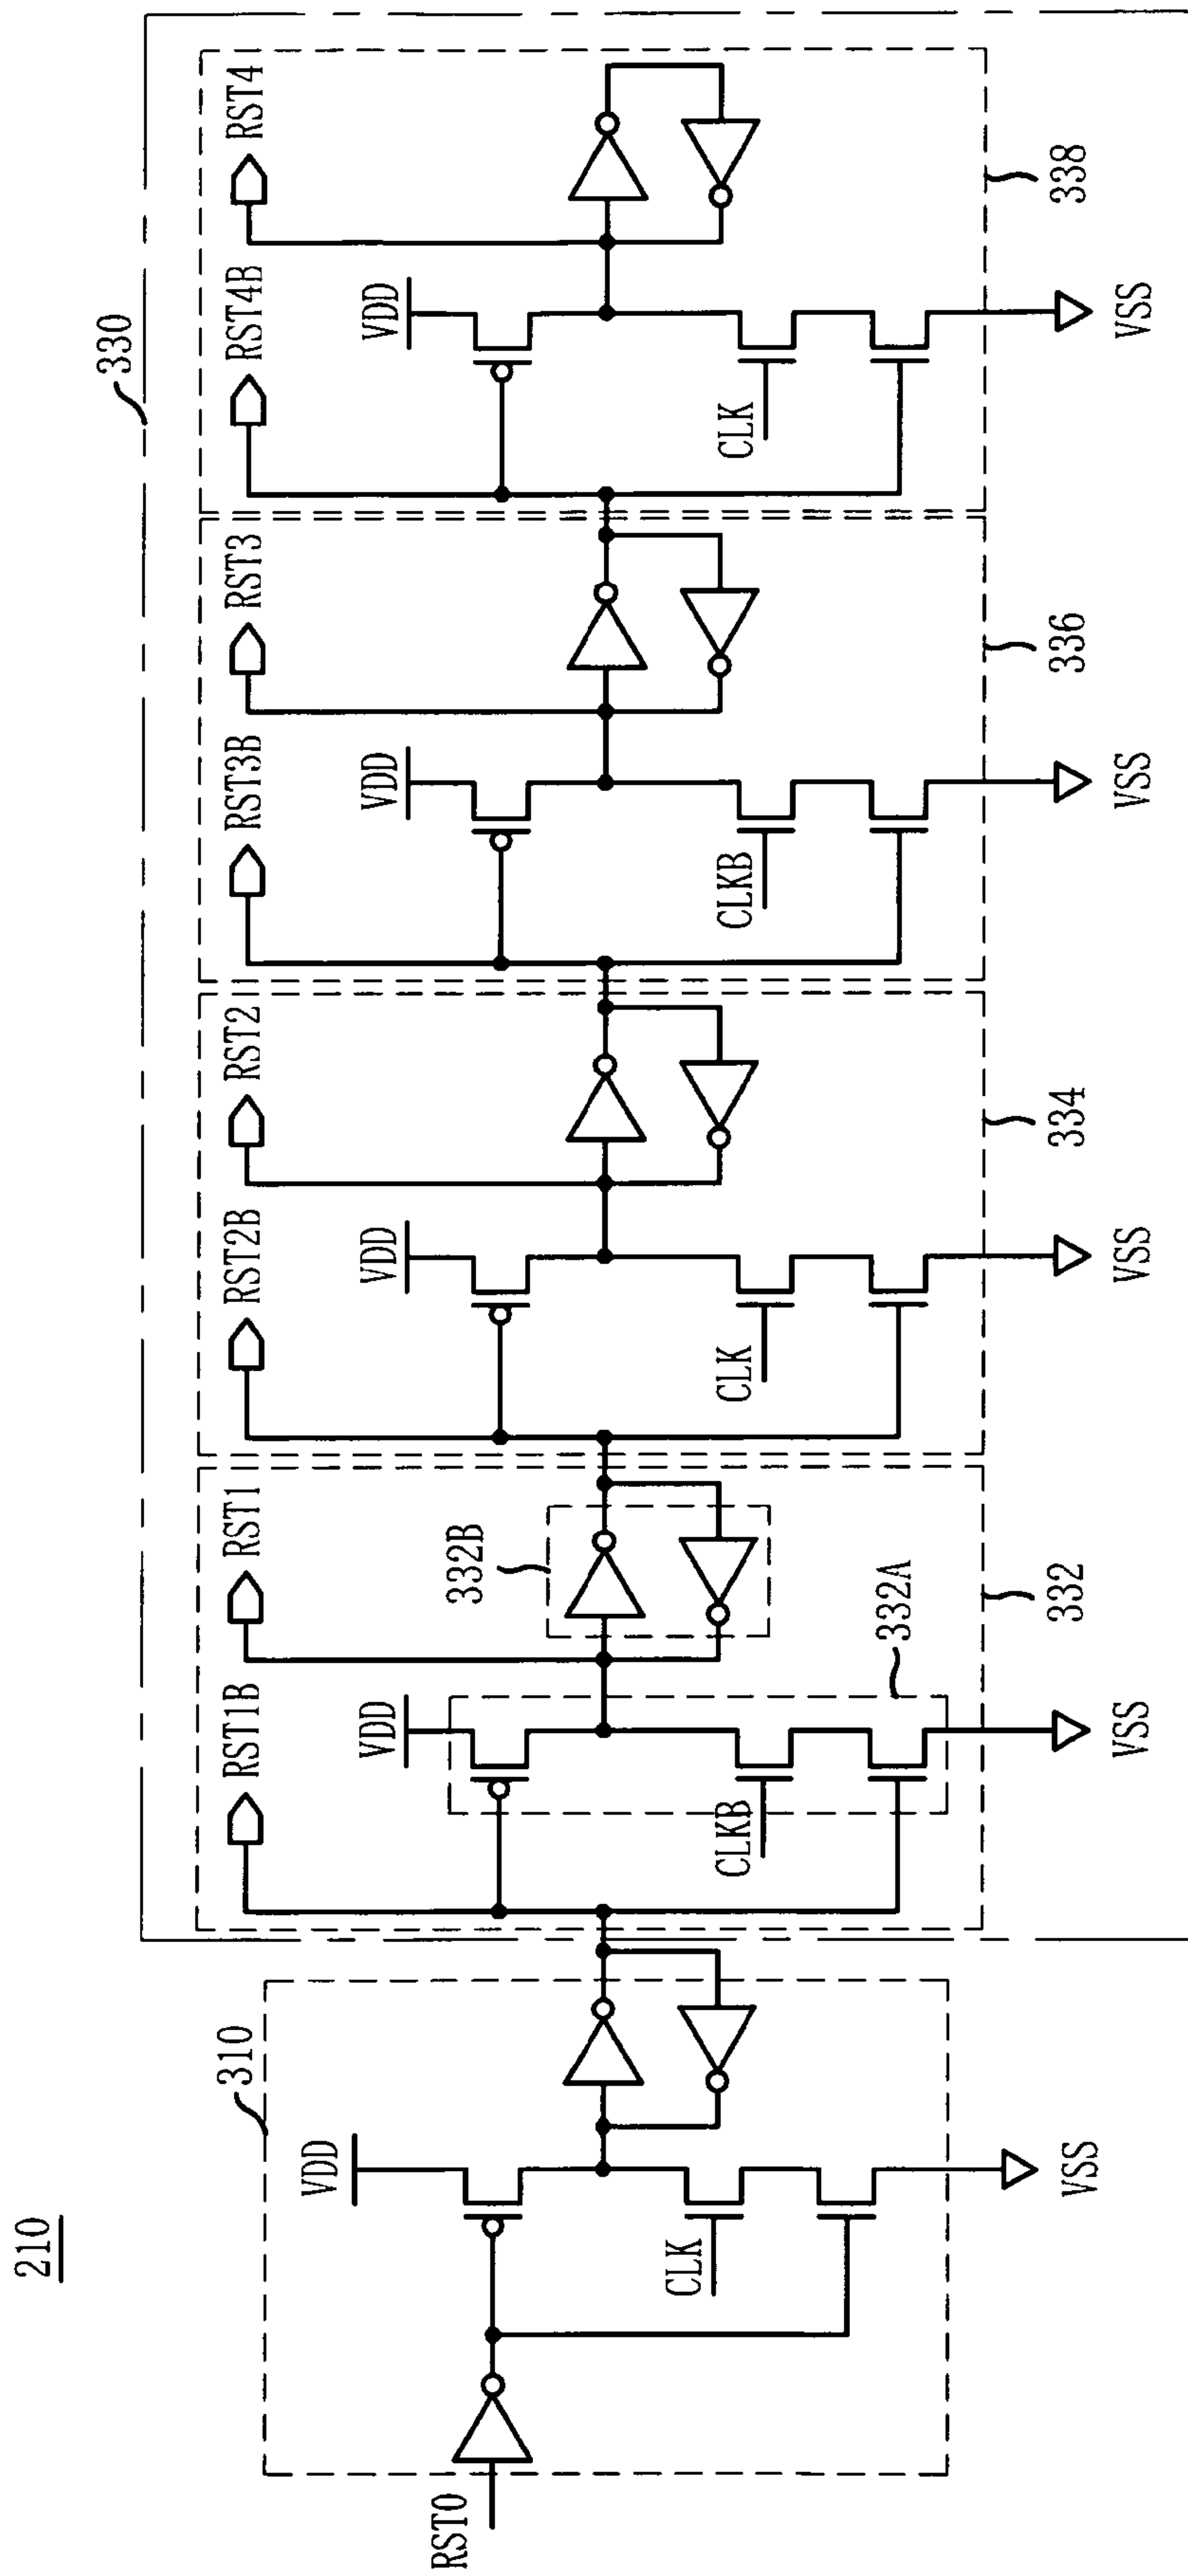 210
310
RST0
VDD
CLK
VSS
330
RST1B
RST1
VDD
332B
332A
CLKB
332
VSS
RST2B
RST2
VDD
CLK
334
VSS
RST3B
RST3
VDD
CLKB
336
VSS
RST4B
RST4
VDD
CLK
338
VSS